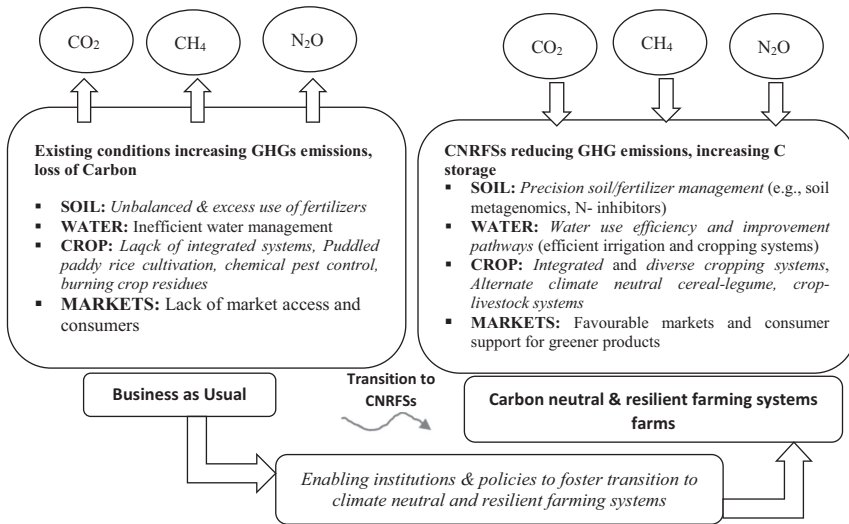 CO₂
CH₄
N₂O
CO₂
CH₄
N₂O
Existing conditions increasing GHGs emissions,
loss of Carbon
▪ SOIL: Unbalanced & excess use of fertilizers
▪ WATER: Inefficient water management
▪ CROP: Laqck of integrated systems, Puddled
paddy rice cultivation, chemical pest control,
burning crop residues
▪ MARKETS: Lack of market access and
consumers
CNRFSs reducing GHG emissions, increasing C
storage
▪ SOIL: Precision soil/fertilizer management (e.g., soil
metagenomics, N- inhibitors)
▪ WATER: Water use efficiency and improvement
pathways (efficient irrigation and cropping systems)
▪ CROP: Integrated and diverse cropping systems,
Alternate climate neutral cereal-legume, crop-
livestock systems
▪ MARKETS: Favourable markets and consumer
support for greener products
Business as Usual
Transition to
CNRFSs
Carbon neutral & resilient farming systems
farms
Enabling institutions & policies to foster transition to
climate neutral and resilient farming systems